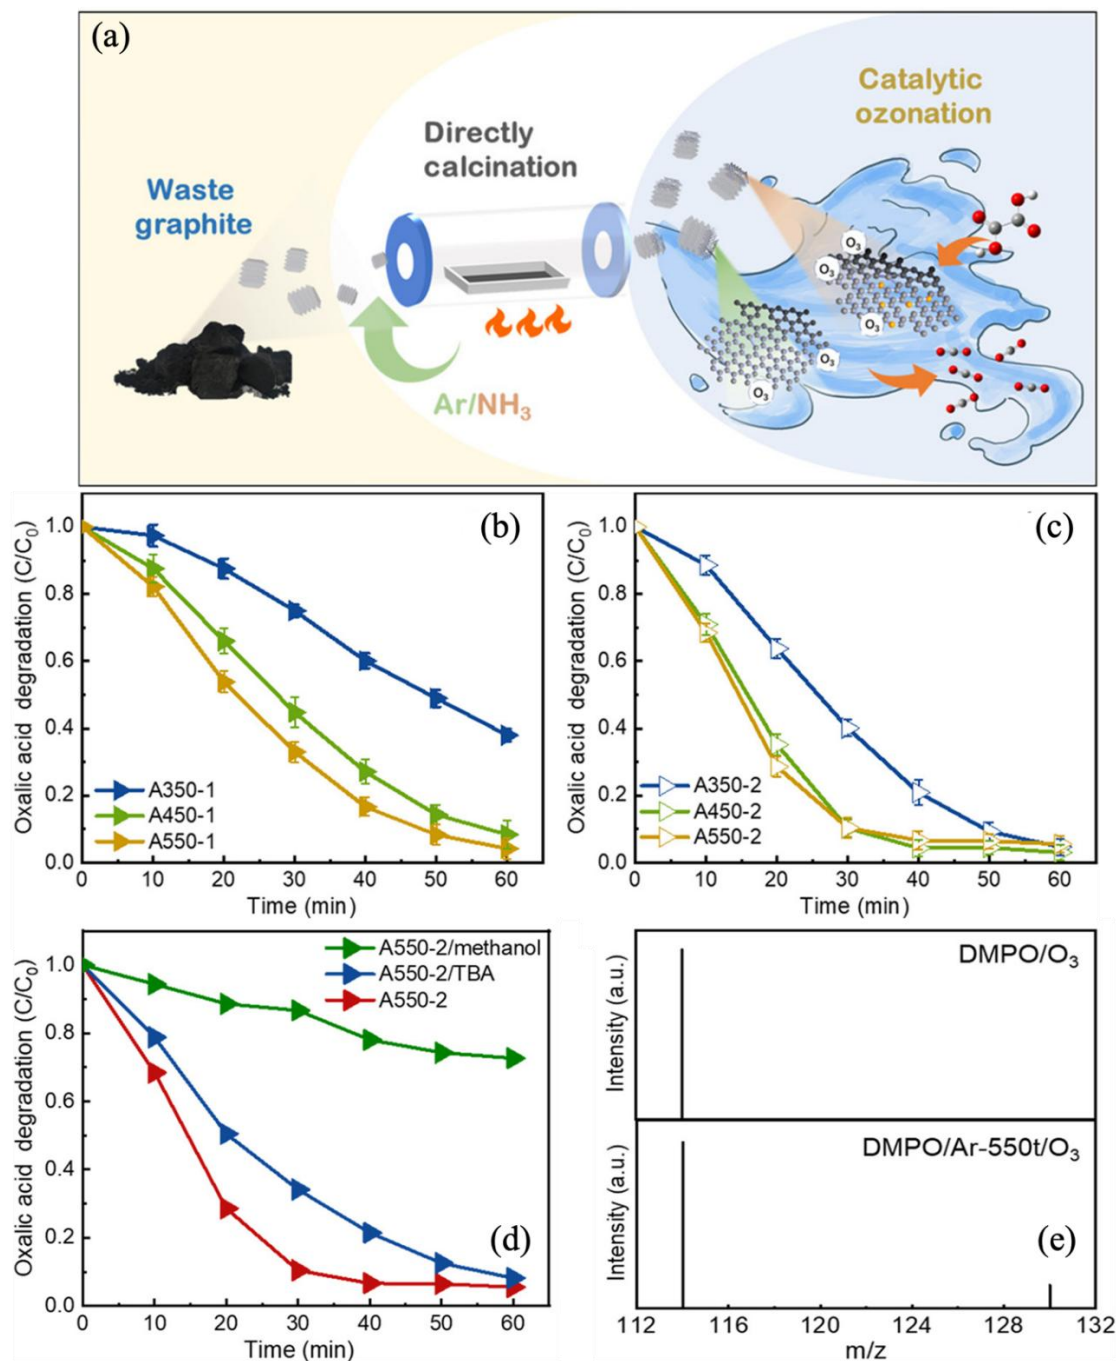 (a)
Catalytic
ozonation
Directly
calcination
Waste
graphite
O3
O3
O3
O3
O3
Ar/NH3
(b)
Oxalic acid degradation (C/C0)
1.0
0.8
0.6
0.4
0.2
0.0
A350-1
A450-1
A550-1
0 10 20 30 40 50 60
Time (min)
(c)
Oxalic acid degradation (C/C0)
1.0
0.8
0.6
0.4
0.2
0.0
A350-2
A450-2
A550-2
0 10 20 30 40 50 60
Time (min)
A550-2/methanol
A550-2/TBA
A550-2
Oxalic acid degradation (C/C0)
1.0
0.8
0.6
0.4
0.2
0.0
(d)
0 10 20 30 40 50 60
Time (min)
DMPO/O3
Intensity (a.u.)
DMPO/Ar-550t/O3
Intensity (a.u.)
(e)
112 116 120 124 128 132
m/z